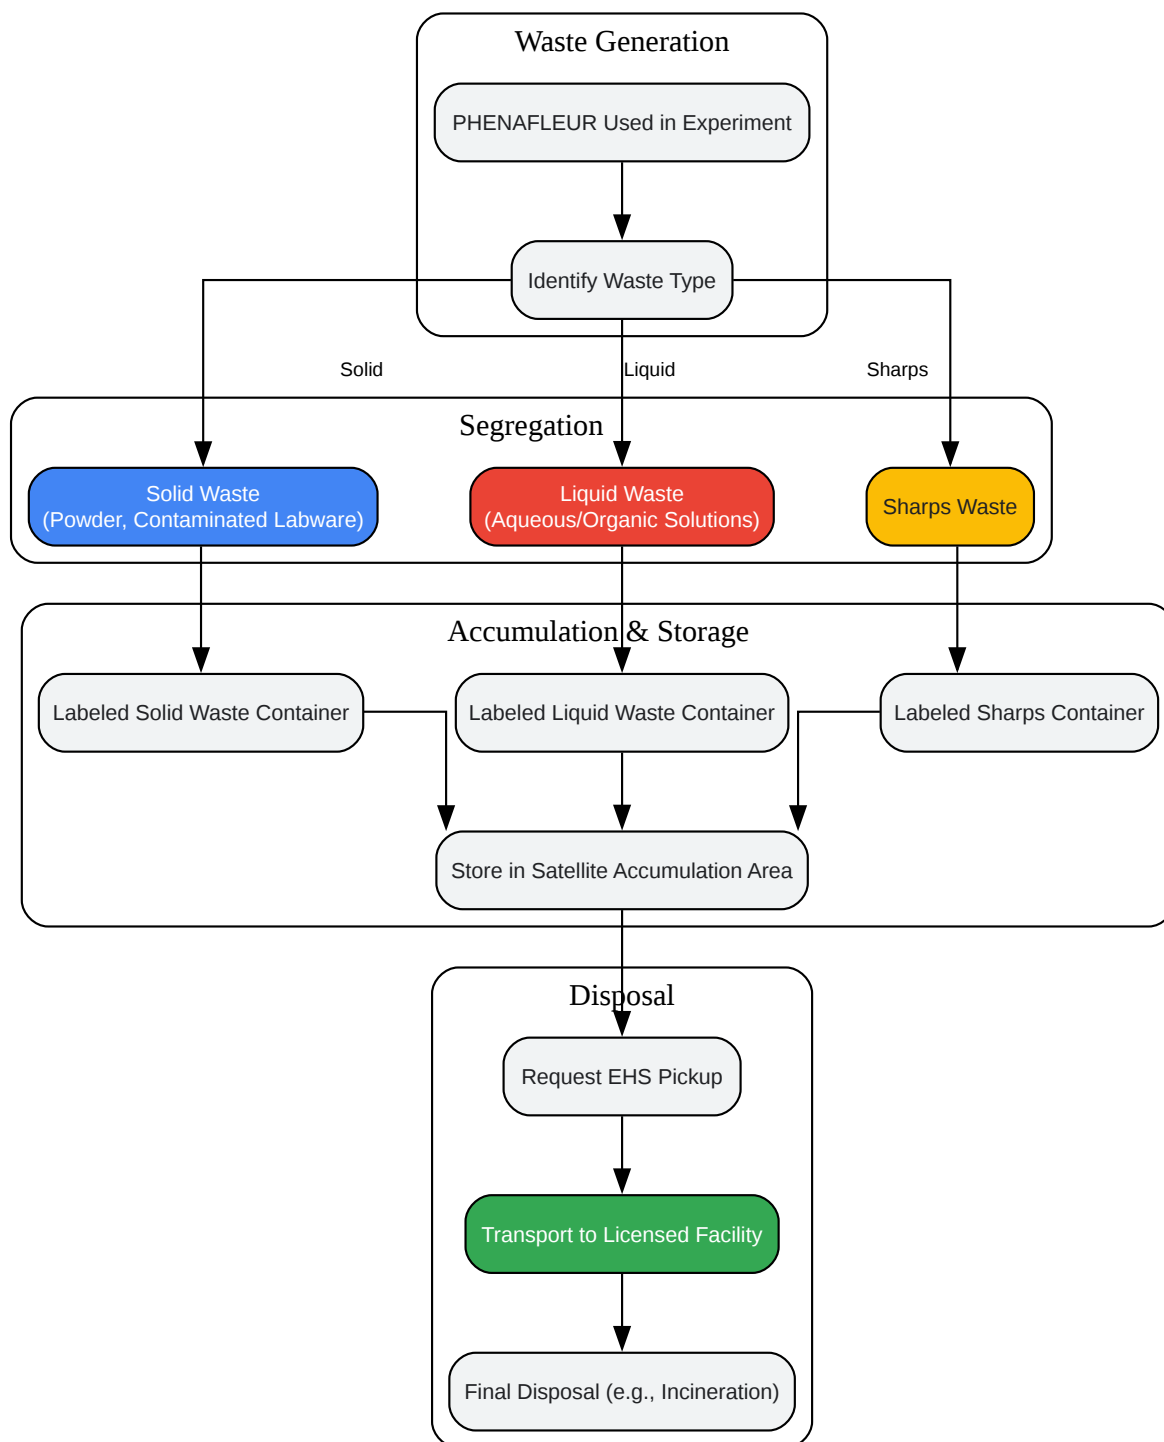 Waste Generation
PHENAFLEUR Used in Experiment
Identify Waste Type
Solid
Liquid
Sharps
Segregation
Solid Waste
(Powder, Contaminated Labware)
Liquid Waste
(Aqueous/Organic Solutions)
Sharps Waste
Accumulation & Storage
Labeled Solid Waste Container
Labeled Liquid Waste Container
Labeled Sharps Container
Store in Satellite Accumulation Area
Disposal
Request EHS Pickup
Transport to Licensed Facility
Final Disposal (e.g., Incineration)